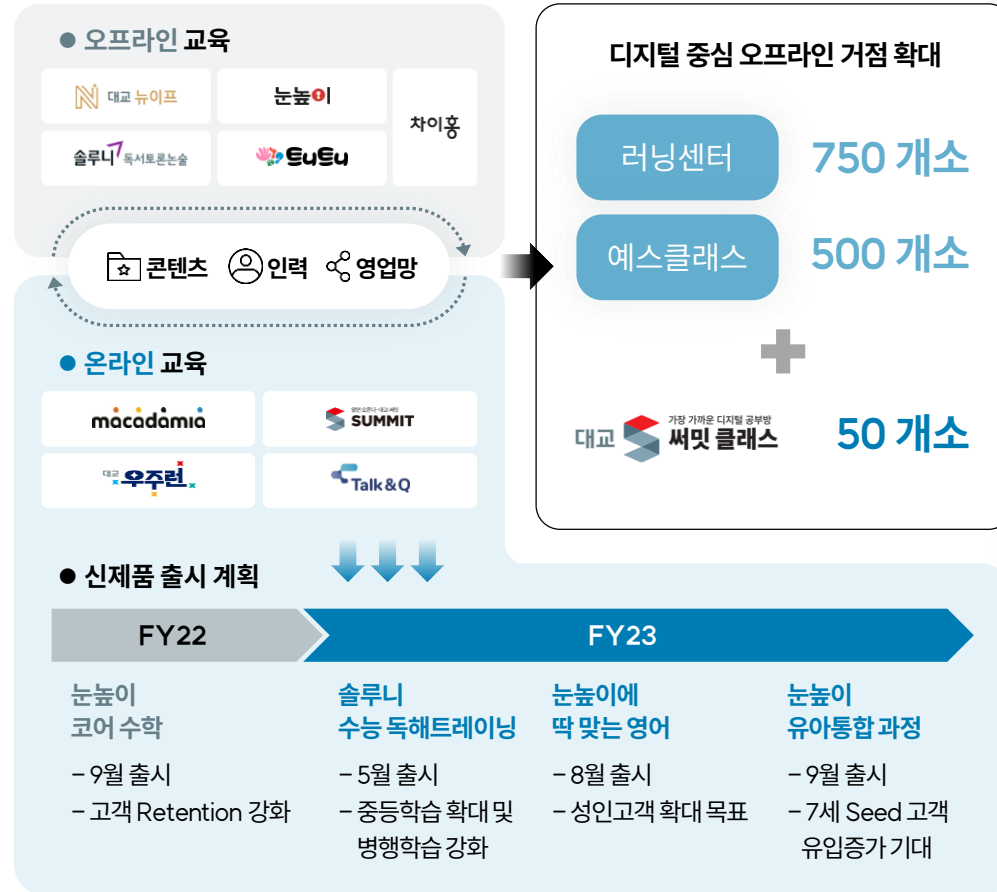 ● 오프라인 교육
대교 뉴이프
눈높이
차이홍
솔루니 독서토론논술
EuEu
콘텐츠 인력 영업망
● 온라인 교육
macadamia
SUMMIT
대교 우주런
Talk & Q
디지털 중심 오프라인 거점 확대
러닝센터 750 개소
예스클래스 500 개소
가장 가까운 디지털 공부방
대교 써밋 클래스 50 개소
● 신제품 출시 계획
FY22
FY23
눈높이
코어 수학
– 9월 출시
– 고객 Retention 강화
솔루니
수능 독해트레이닝
– 5월 출시
– 중등학습 확대 및
병행학습 강화
눈높이에
딱 맞는 영어
– 8월 출시
– 성인고객 확대 목표
눈높이
유아통합 과정
– 9월 출시
– 7세 Seed 고객
유입증가 기대